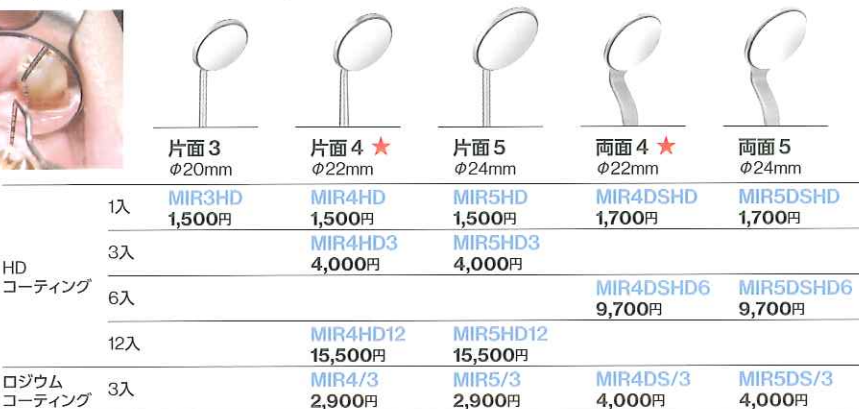 片面3 片面4 ★ 片面5 両面4 ★ 両面5
Φ20mm Φ22mm Φ24mm Φ22mm Φ24mm
1入 MIR3HD MIR4HD MIR5HD MIR4DSHD MIR5DSHD
1,500円 1,500円 1,500円 1,700円 1,700円
3入 MIR4HD3 MIR5HD3
4,000円 4,000円
HD
コーティング
6入 MIR4DSHD6 MIR5DSHD6
9,700円 9,700円
12入 MIR4HD12 MIR5HD12
15,500円 15,500円
ロジウム
コーティング
3入 MIR4/3 MIR5/3 MIR4DS/3 MIR5DS/3
2,900円 2,900円 4,000円 4,000円